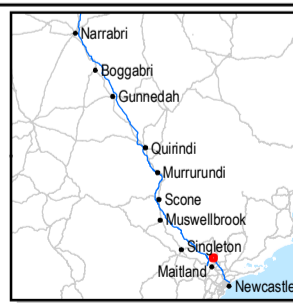 Narrabri
Boggabri
Gunnedah
Quirindi
Murrurundi
Scone
Muswellbrook
Singleton
Maitland
Newcastle